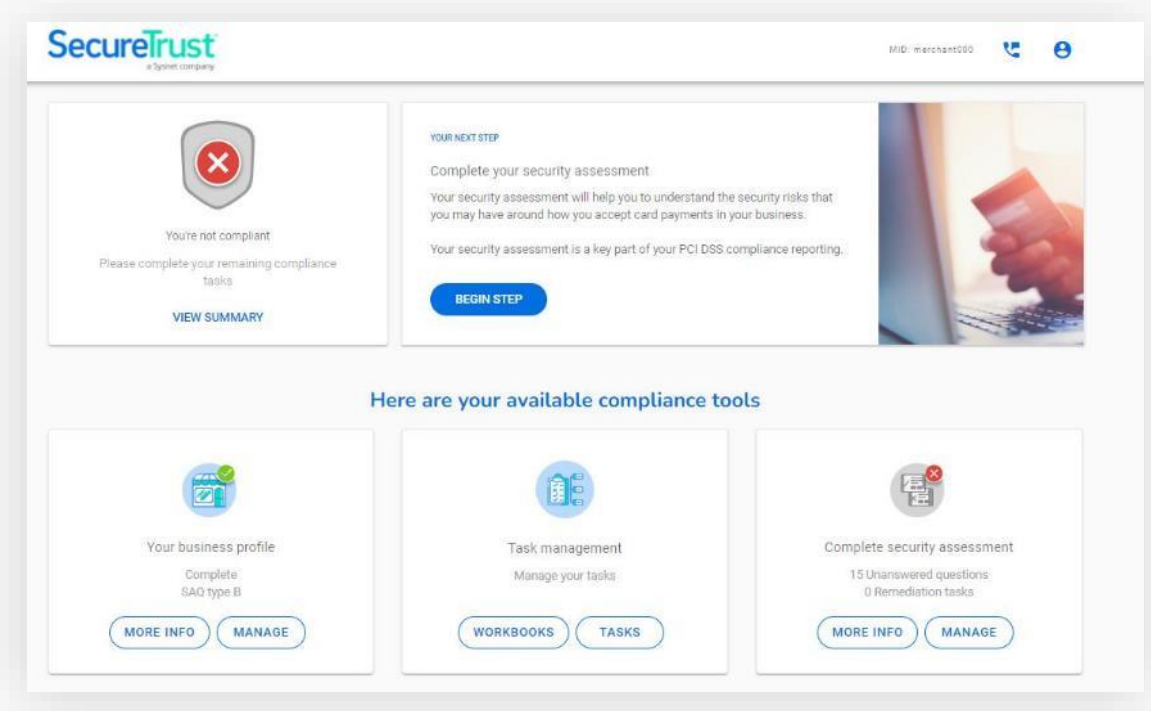 SecureTrust
a Sysnet company
MID: merchant000
You're not compliant
Please complete your remaining compliance
tasks
VIEW SUMMARY
YOUR NEXT STEP
Complete your security assessment
Your security assessment will help you to understand the security risks that
you may have around how you accept card payments in your business.
Your security assessment is a key part of your PCI DSS compliance reporting.
BEGIN STEP
Here are your available compliance tools
Your business profile
Complete
SAQ type B
MORE INFO
MANAGE
Task management
Manage your tasks
WORKBOOKS
TASKS
Complete security assessment
15 Unanswered questions
0 Remediation tasks
MORE INFO
MANAGE